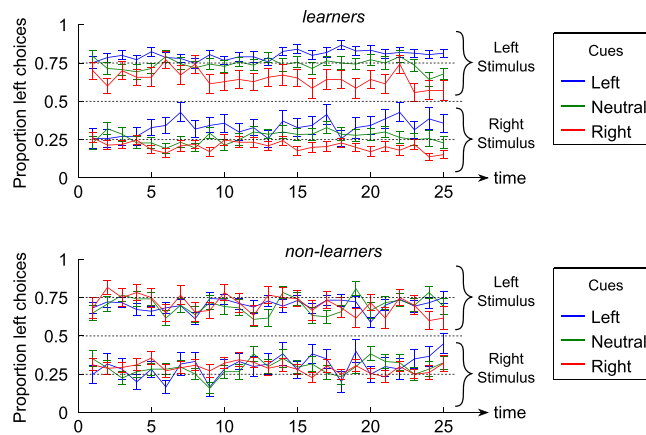 learners
Proportion left choices
1
0.75
0.5
0.25
0
0 5 10 15 20 25
time
Left
Stimulus
Right
Stimulus
Cues
Left
Neutral
Right
non-learners
Proportion left choices
1
0.75
0.5
0.25
0
0 5 10 15 20 25
time
Left
Stimulus
Right
Stimulus
Cues
Left
Neutral
Right